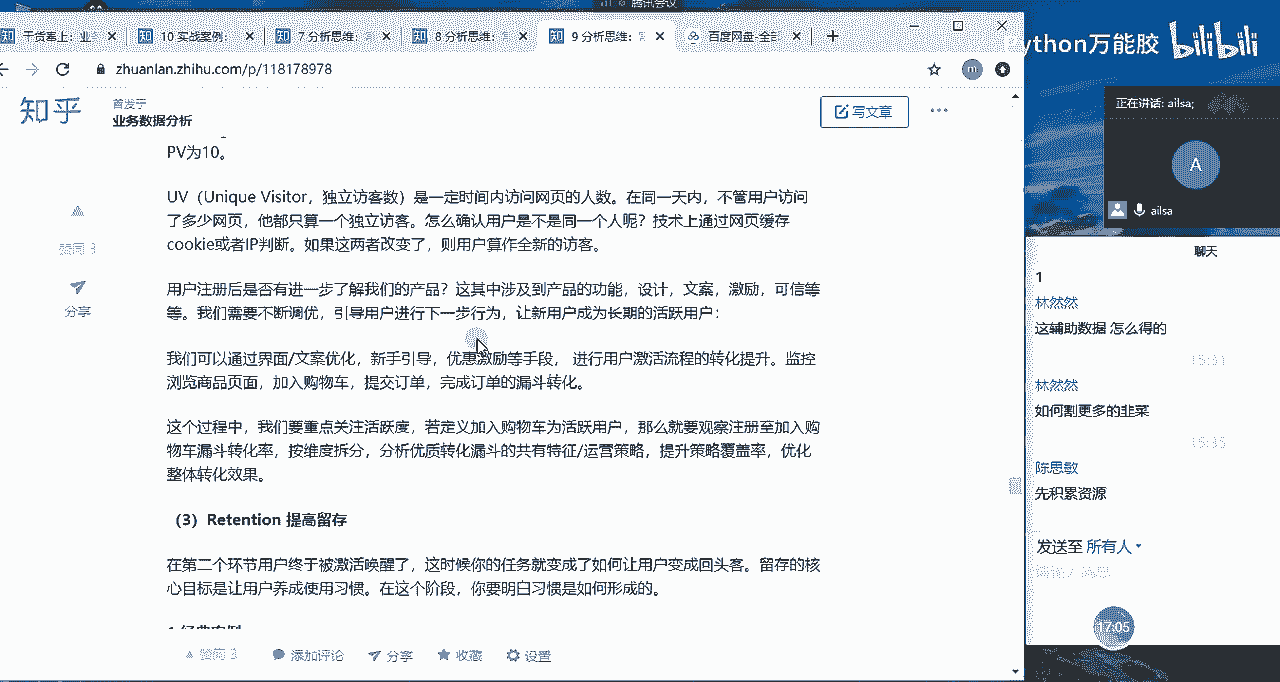 腾讯会议
干货奉上：业
10 实战案例：
7 分析思维：
8 分析思维：
9 分析思维：
百度网盘-全
zhuanlan.zhihu.com/p/118178978
知乎
首发于
业务数据分析
写文章
PV为10。
UV（Unique Visitor，独立访客数）是一定时间内访问网页的人数。在同一天内，不管用户访问
了多少网页，他都只算一个独立访客。怎么确认用户是不是同一个人呢？技术上通过网页缓存
cookie或者IP判断。如果这两者改变了，则用户算作全新的访客。
用户注册后是否有进一步了解我们的产品？这其中涉及到产品的功能，设计，文案，激励，可信等
等。我们需要不断调优，引导用户进行下一步行为，让新用户成为长期的活跃用户：
我们可以通过界面/文案优化，新手引导，优惠激励等手段， 进行用户激活流程的转化提升。监控
浏览商品页面，加入购物车，提交订单，完成订单的漏斗转化。
这个过程中，我们要重点关注活跃度，若定义加入购物车为活跃用户，那么就要观察注册至加入购
物车漏斗转化率，按维度拆分，分析优质转化漏斗的共有特征/运营策略，提升策略覆盖率，优化
整体转化效果。
（3）Retention 提高留存
在第二个环节用户终于被激活唤醒了，这时候你的任务就变成了如何让用户变成回头客。留存的核
心目标是让用户养成使用习惯。在这个阶段，你要明白习惯是如何形成的。
赞同 3
分享
赞同 3
添加评论
分享
收藏
设置
ython万能胶
bilibili
正在讲话: ailsa;
A
ailsa
聊天
1
林然然
这辅助数据 怎么得的
15:31
林然然
如何割更多的韭菜
15:35
陈思敏
先积累资源
发送至 所有人
17:05